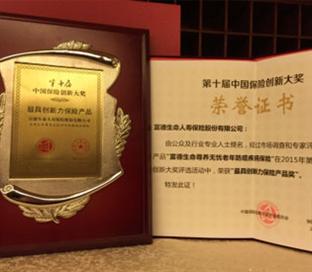 第十届
中国保险创新大奖
最具创新力保险产品
第十届中国保险创新大奖
荣誉证书
富德生命人寿保险股份有限公司：
由公众及行业专业人士提名，经过市场调查和专家评
产品“富德生命尊养无忧老年防癌疾病保险”在2015年第
创新大奖评选活动中，荣获“最具创新力保险产品奖”。
特发此证！